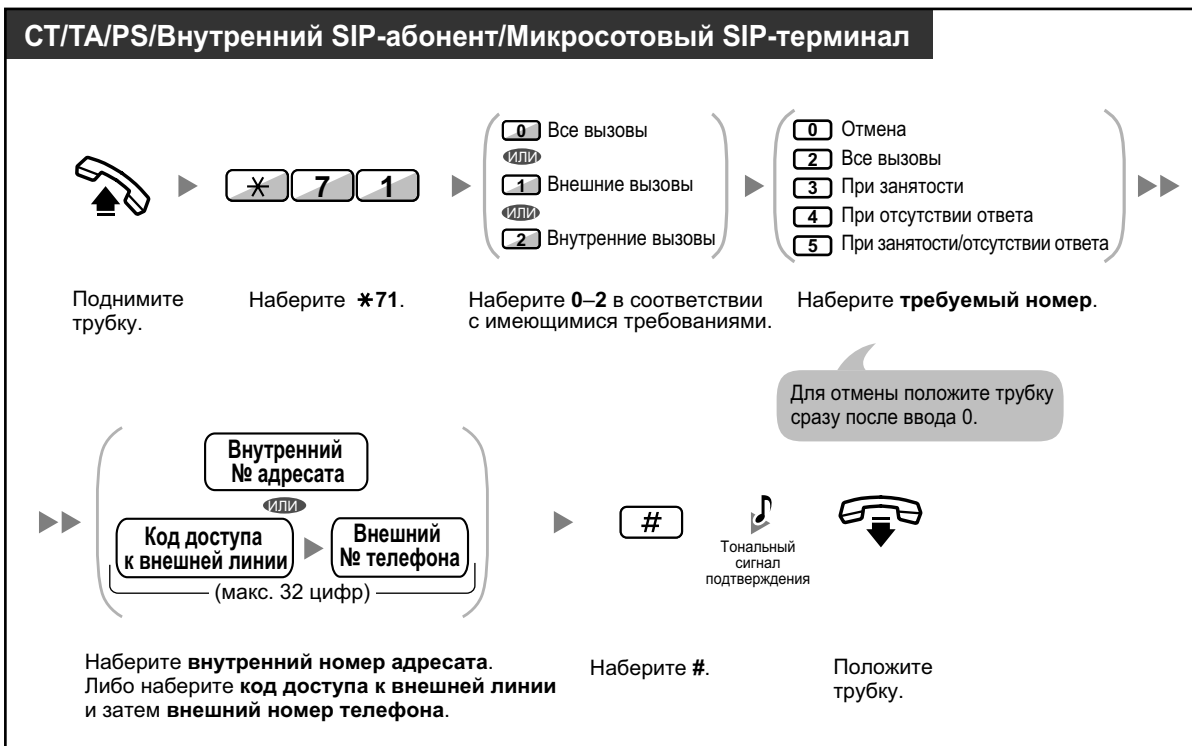 СТ/ТА/PS/Внутренний SIP-абонент/Микросотовый SIP-терминал
0 Все вызовы
ИЛИ
1 Внешние вызовы
ИЛИ
2 Внутренние вызовы
0 Отмена
2 Все вызовы
3 При занятости
4 При отсутствии ответа
5 При занятости/отсутствии ответа
* 7 1
Поднимите
трубку.
Наберите *71.
Наберите 0–2 в соответствии
с имеющимися требованиями.
Наберите требуемый номер.
Для отмены положите трубку
сразу после ввода 0.
Внутренний
№ адресата
ИЛИ
Код доступа
к внешней линии
Внешний
№ телефона
(макс. 32 цифр)
#
Тональный
сигнал
подтверждения
Наберите внутренний номер адресата.
Либо наберите код доступа к внешней линии
и затем внешний номер телефона.
Наберите #.
Положите
трубку.